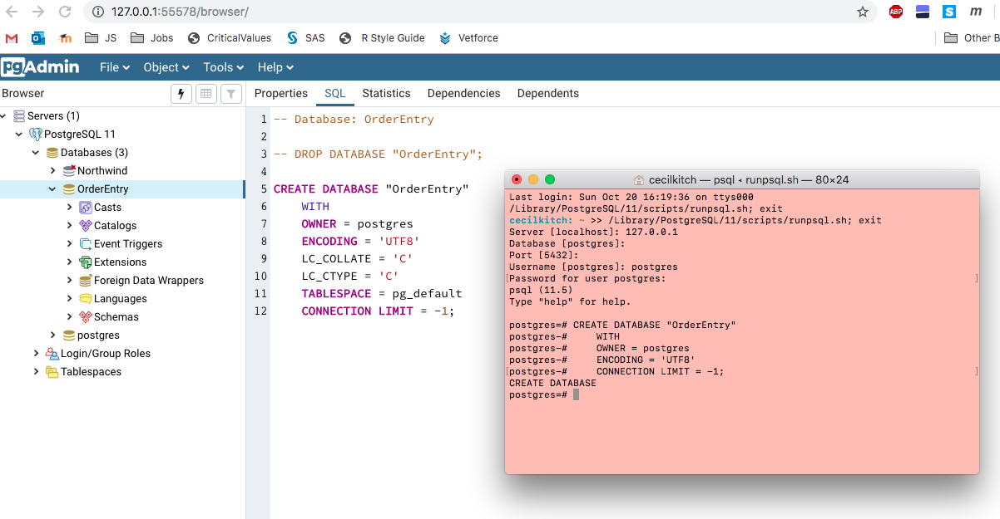 127.0.0.1:55578/browser/
ABP
S
m
JS
Jobs
CriticalValues
SAS
R Style Guide
Vetforce
Other B
pgAdmin
File
Object
Tools
Help
Browser
Properties
SQL
Statistics
Dependencies
Dependents
Servers (1)
PostgreSQL 11
Databases (3)
Northwind
OrderEntry
Casts
Catalogs
Event Triggers
Extensions
Foreign Data Wrappers
Languages
Schemas
postgres
Login/Group Roles
Tablespaces
1 -- Database: OrderEntry
2
3 -- DROP DATABASE "OrderEntry";
4
5 CREATE DATABASE "OrderEntry"
6     WITH
7     OWNER = postgres
8     ENCODING = 'UTF8'
9     LC_COLLATE = 'C'
10     LC_CTYPE = 'C'
11     TABLESPACE = pg_default
12     CONNECTION LIMIT = -1;
cecilkitch — psql ◂ runpsql.sh — 80×24
Last login: Sun Oct 20 16:19:36 on ttys000
/Library/PostgreSQL/11/scripts/runpsql.sh; exit
cecilkitch: ~ >> /Library/PostgreSQL/11/scripts/runpsql.sh; exit
Server [localhost]: 127.0.0.1
Database [postgres]:
Port [5432]:
Username [postgres]: postgres
[Password for user postgres: ]
psql (11.5)
Type "help" for help.
postgres=# CREATE DATABASE "OrderEntry"
postgres-#     WITH
postgres-#     OWNER = postgres
postgres-#     ENCODING = 'UTF8'
[postgres-#     CONNECTION LIMIT = -1; ]
CREATE DATABASE
postgres=#